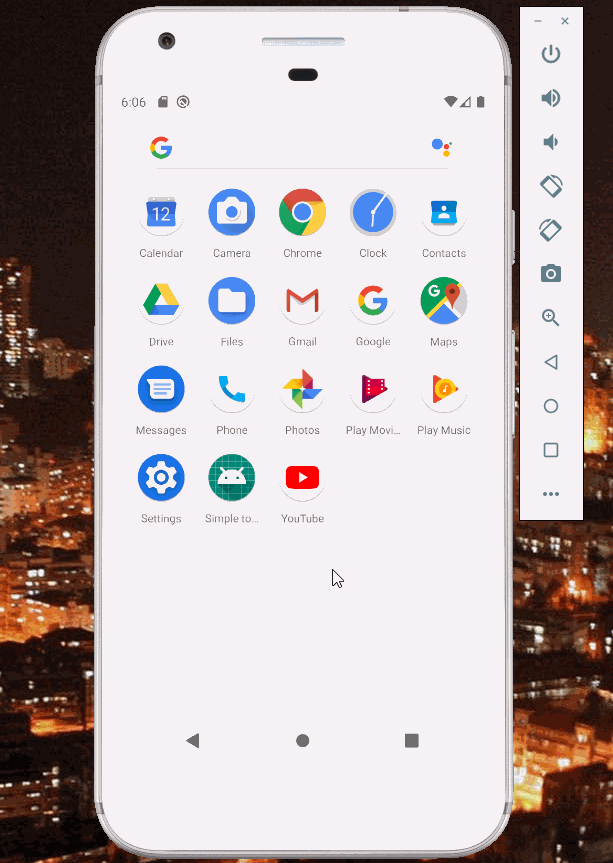 6:06
G
12
Calendar Camera Chrome Clock Contacts
G G
Drive Files Gmail Google Maps
Messages Phone Photos Play Movi... Play Music
Settings Simple to... YouTube